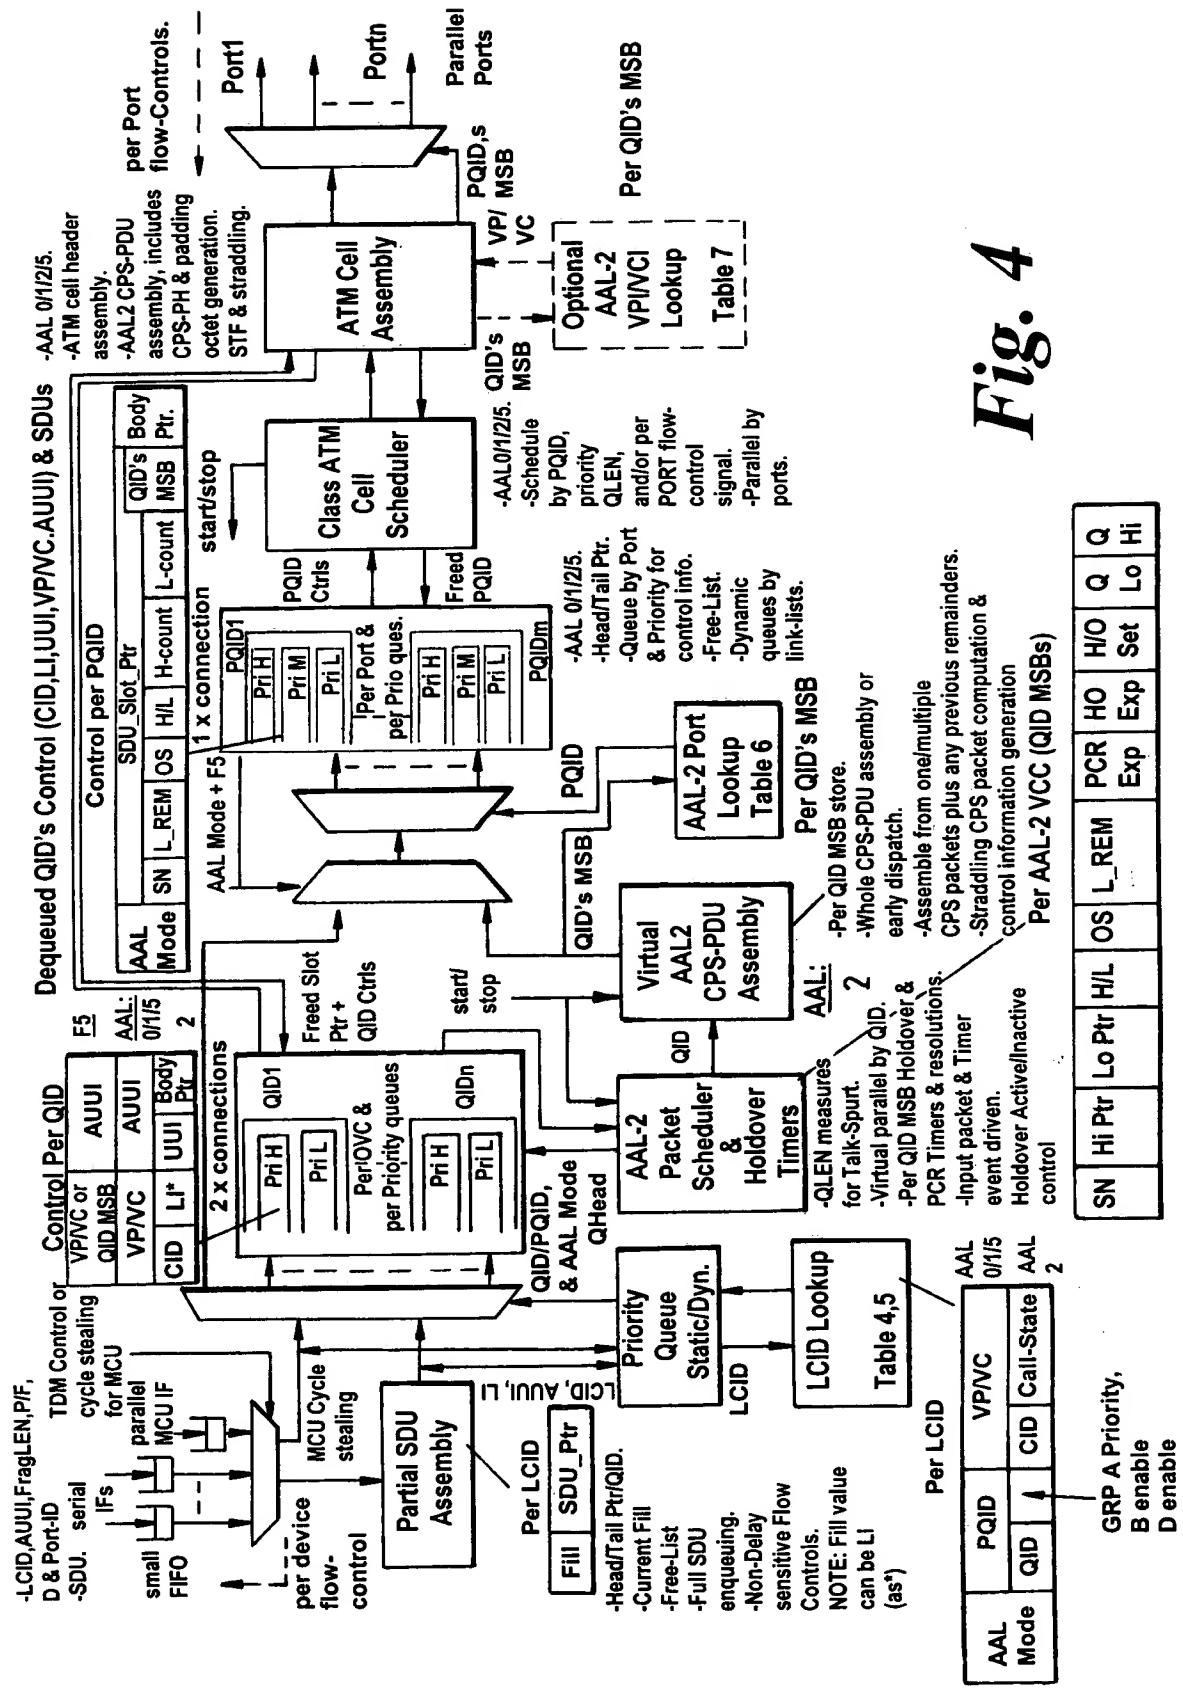 -LCID,AUUI,FragLEN,P/F,
D & Port-ID
-SDU.
serial
IFs
small
FIFO
TDM Control or
cycle stealing
for MCU
parallel
MCU IF
MCU Cycle
stealing
per device
flow-
control
Partial SDU
Assembly
Per LCID
Fill
SDU_Ptr
-Head/Tail Ptr/QID.
-Current Fill
-Free-List
-Full SDU
enqueuing.
-Non-Delay
sensitive Flow
Controls.
NOTE: Fill value
can be LI
(as*)
Control Per QID
VP/VC or
QID MSB
AUUI
F5
VP/VC
AUUI
AAL:
0/1/5
CID
LI*
UUI
Body
Ptr
2
2 x connections
QID1
Pri H
Pri L
Per/OVC &
per Priority queues
Pri H
Pri L
QIDn
Freed Slot
Ptr +
QID Ctrls
start/
stop
QID/PQID,
& AAL Mode
QHead
LCID, AUUI, LI
Priority
Queue
Static/Dyn.
LCID
LCID Lookup
Table 4,5
Per LCID
AAL
Mode
PQID
VP/VC
AAL
0/1/5
QID
CID
Call-State
AAL
2
GRP A Priority,
B enable
D enable
AAL-2
Packet
Scheduler
&
Holdover
Timers
QID
-QLEN measures
for Talk-Spurt.
-Virtual parallel by QID.
-Per QID MSB Holdover &
PCR Timers & resolutions.
-Input packet & Timer
event driven.
Holdover Active/Inactive
control
Virtual
AAL2
CPS-PDU
Assembly
AAL:
2
QID's MSB
-Per QID MSB store.
-Whole CPS-PDU assembly or
early dispatch.
-Assemble from one/multiple
CPS packets plus any previous remainders.
-Straddling CPS packet computation &
control information generation
Per AAL-2 VCC (QID MSBs)
SN
Hi Ptr
Lo Ptr
H/L
OS
L_REM
PCR
Exp
HO
Exp
H/O
Set
Q
Lo
Q
Hi
Dequeued QID's Control (CID,LI,UUI,VP/VC.AUUI) & SDUs
Control per PQID
AAL
Mode
SDU_Slot_Ptr
SN
L_REM
OS
H/L
H-count
L-count
QID's
MSB
Body
Ptr.
1 x connection
AAL Mode + F5
PQID
AAL-2 Port
Lookup
Table 6
Per QID's MSB
PQID1
Pri H
Pri M
Pri L
Per Port &
per Prio ques.
Pri H
Pri M
Pri L
PQIDm
-AAL 0/1/2/5.
-Head/Tail Ptr.
-Queue by Port
& Priority for
control info.
-Free-List.
-Dynamic
queues by
link-lists.
start/stop
PQID
Ctrls
Freed
PQID
Class ATM
Cell
Scheduler
-AAL0/1/2/5.
-Schedule
by PQID,
priority
QLEN,
and/or per
PORT flow-
control
signal.
-Parallel by
ports.
-AAL 0/1/2/5.
-ATM cell header
assembly.
-AAL2 CPS-PDU
assembly, includes
CPS-PH & padding
octet generation.
STF & straddling.
ATM Cell
Assembly
QID's
MSB
VP/
VC
Optional
AAL-2
VPI/VCI
Lookup
Table 7
Per QID's MSB
PQID,s
MSB
per Port
flow-Controls.
Port1
Portn
Parallel
Ports
Fig. 4